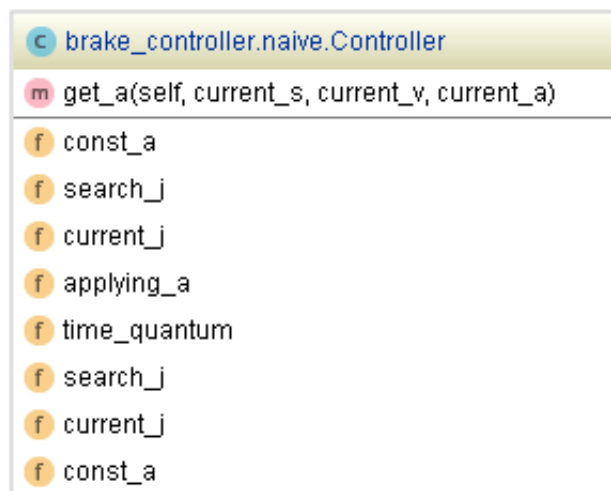 C brake_controller.naive.Controller
m get_a(self, current_s, current_v, current_a)
f const_a
f search_j
f current_j
f applying_a
f time_quantum
f search_j
f current_j
f const_a